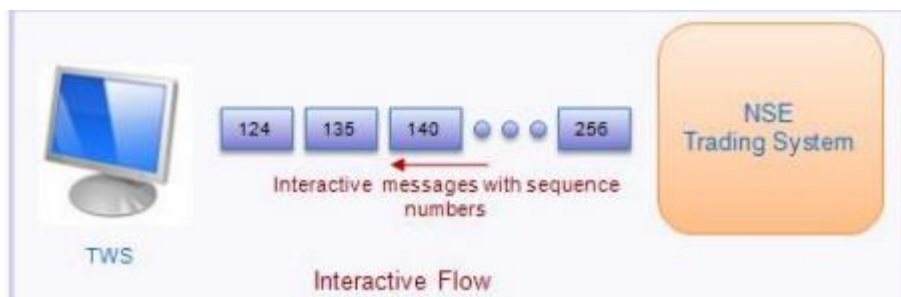 NSE
Trading System
124 135 140 256
Interactive messages with sequence
numbers
TWS
Interactive Flow